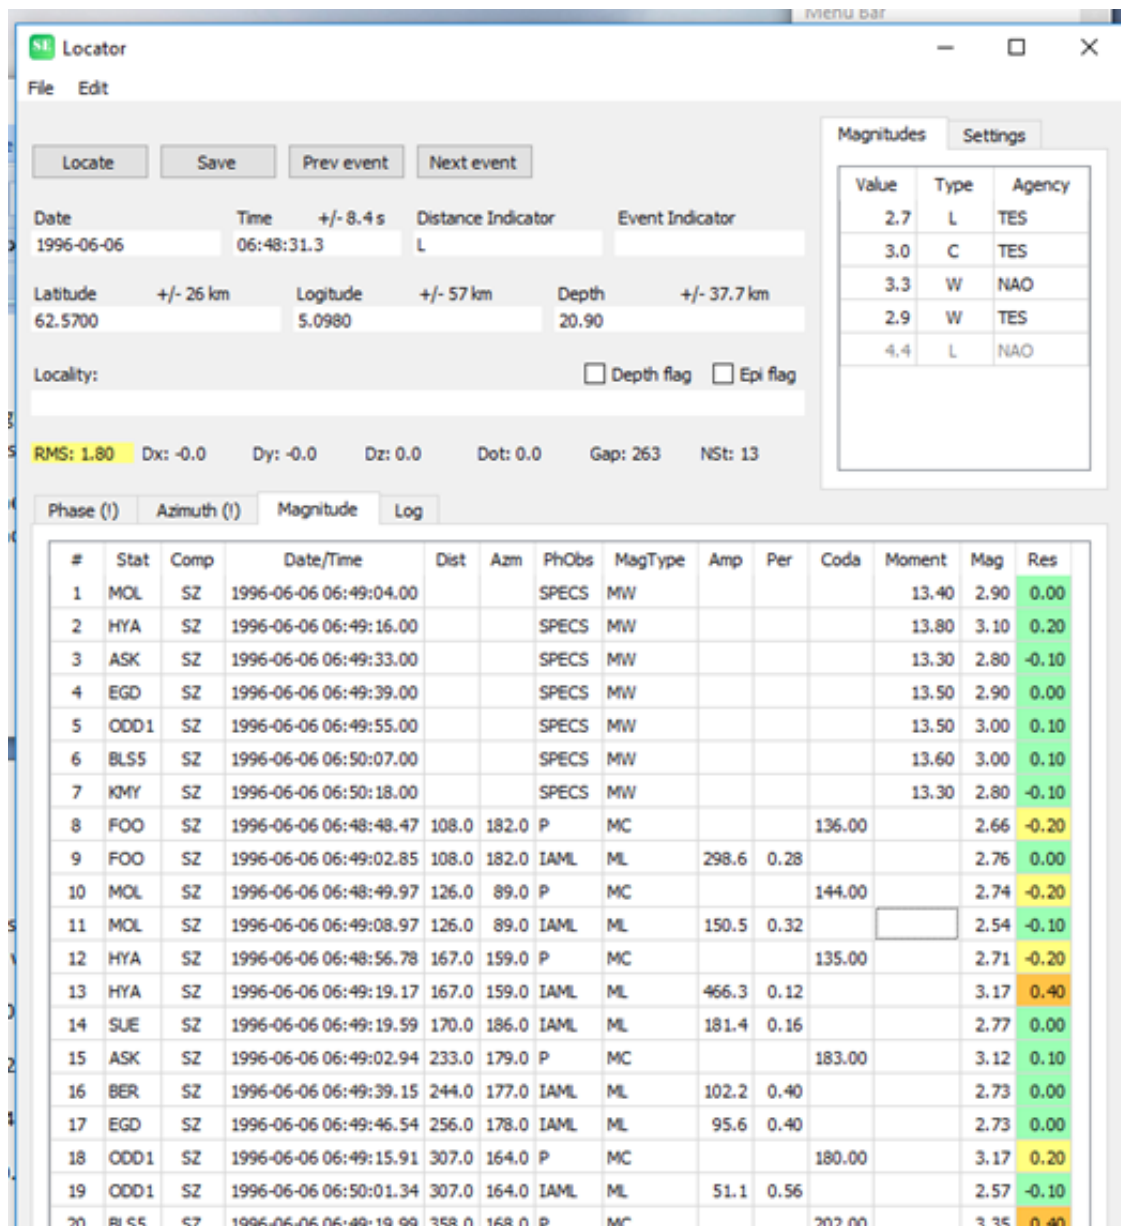 Menu Bar
SE Locator
File Edit
Locate Save Prev event Next event
Magnitudes Settings
Value Type Agency
2.7 L TES
3.0 C TES
3.3 W NAO
2.9 W TES
4.4 L NAO
Date Time +/- 8.4 s Distance Indicator Event Indicator
1996-06-06 06:48:31.3 L
Latitude +/- 26 km Logitude +/- 57 km Depth +/- 37.7 km
62.5700 5.0980 20.90
Locality: Depth flag Epi flag
RMS: 1.80 Dx: -0.0 Dy: -0.0 Dz: 0.0 Dot: 0.0 Gap: 263 NSt: 13
Phase (!) Azimuth (!) Magnitude Log
# Stat Comp Date/Time Dist Azm PhObs MagType Amp Per Coda Moment Mag Res
1 MOL SZ 1996-06-06 06:49:04.00 SPECS MW 13.40 2.90 0.00
2 HYA SZ 1996-06-06 06:49:16.00 SPECS MW 13.80 3.10 0.20
3 ASK SZ 1996-06-06 06:49:33.00 SPECS MW 13.30 2.80 -0.10
4 EGD SZ 1996-06-06 06:49:39.00 SPECS MW 13.50 2.90 0.00
5 ODD1 SZ 1996-06-06 06:49:55.00 SPECS MW 13.50 3.00 0.10
6 BLS5 SZ 1996-06-06 06:50:07.00 SPECS MW 13.60 3.00 0.10
7 KMY SZ 1996-06-06 06:50:18.00 SPECS MW 13.30 2.80 -0.10
8 FOO SZ 1996-06-06 06:48:48.47 108.0 182.0 P MC 136.00 2.66 -0.20
9 FOO SZ 1996-06-06 06:49:02.85 108.0 182.0 IAML ML 298.6 0.28 2.76 0.00
10 MOL SZ 1996-06-06 06:48:49.97 126.0 89.0 P MC 144.00 2.74 -0.20
11 MOL SZ 1996-06-06 06:49:08.97 126.0 89.0 IAML ML 150.5 0.32 2.54 -0.10
12 HYA SZ 1996-06-06 06:48:56.78 167.0 159.0 P MC 135.00 2.71 -0.20
13 HYA SZ 1996-06-06 06:49:19.17 167.0 159.0 IAML ML 466.3 0.12 3.17 0.40
14 SUE SZ 1996-06-06 06:49:19.59 170.0 186.0 IAML ML 181.4 0.16 2.77 0.00
15 ASK SZ 1996-06-06 06:49:02.94 233.0 179.0 P MC 183.00 3.12 0.10
16 BER SZ 1996-06-06 06:49:39.15 244.0 177.0 IAML ML 102.2 0.40 2.73 0.00
17 EGD SZ 1996-06-06 06:49:46.54 256.0 178.0 IAML ML 95.6 0.40 2.73 0.00
18 ODD1 SZ 1996-06-06 06:49:15.91 307.0 164.0 P MC 180.00 3.17 0.20
19 ODD1 SZ 1996-06-06 06:50:01.34 307.0 164.0 IAML ML 51.1 0.56 2.57 -0.10
20 BLS5 SZ 1996-06-06 06:49:19.99 358.0 168.0 P MC 202.00 3.35 0.40